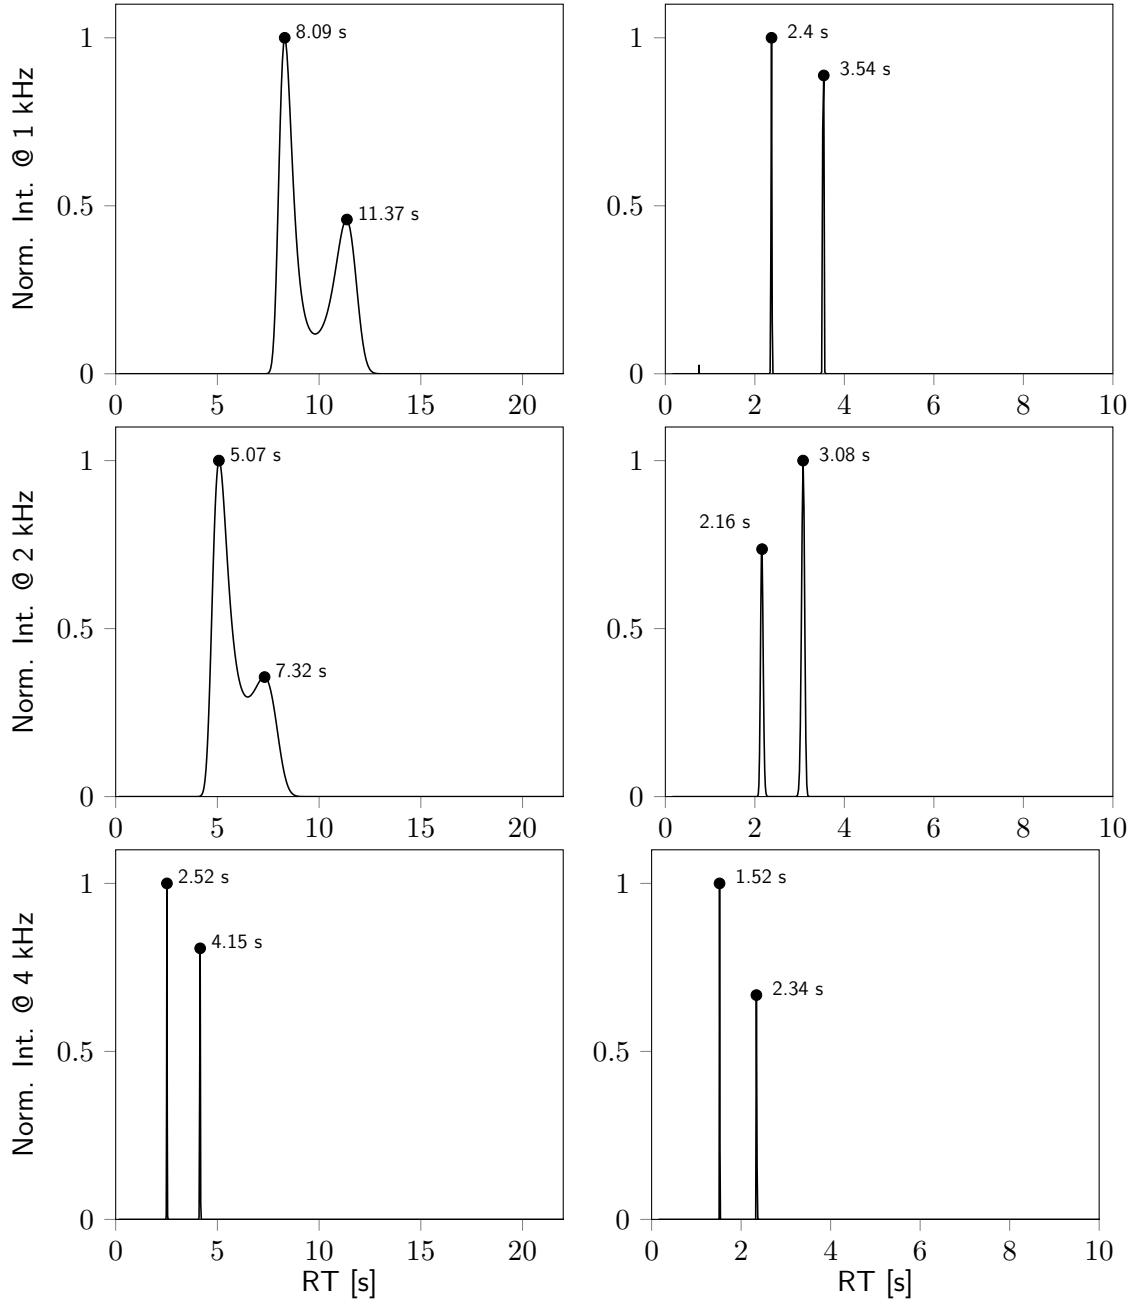 1
8.09 s
0.5
11.37 s
0
0 5 10 15 20
Norm. Int. @ 1 kHz
1
2.4 s
3.54 s
0.5
0
0 2 4 6 8 10
1
5.07 s
0.5
7.32 s
0
0 5 10 15 20
Norm. Int. @ 2 kHz
1
3.08 s
2.16 s
0.5
0
0 2 4 6 8 10
1
2.52 s
4.15 s
0.5
0
0 5 10 15 20
RT [s]
Norm. Int. @ 4 kHz
1
1.52 s
2.34 s
0.5
0
0 2 4 6 8 10
RT [s]